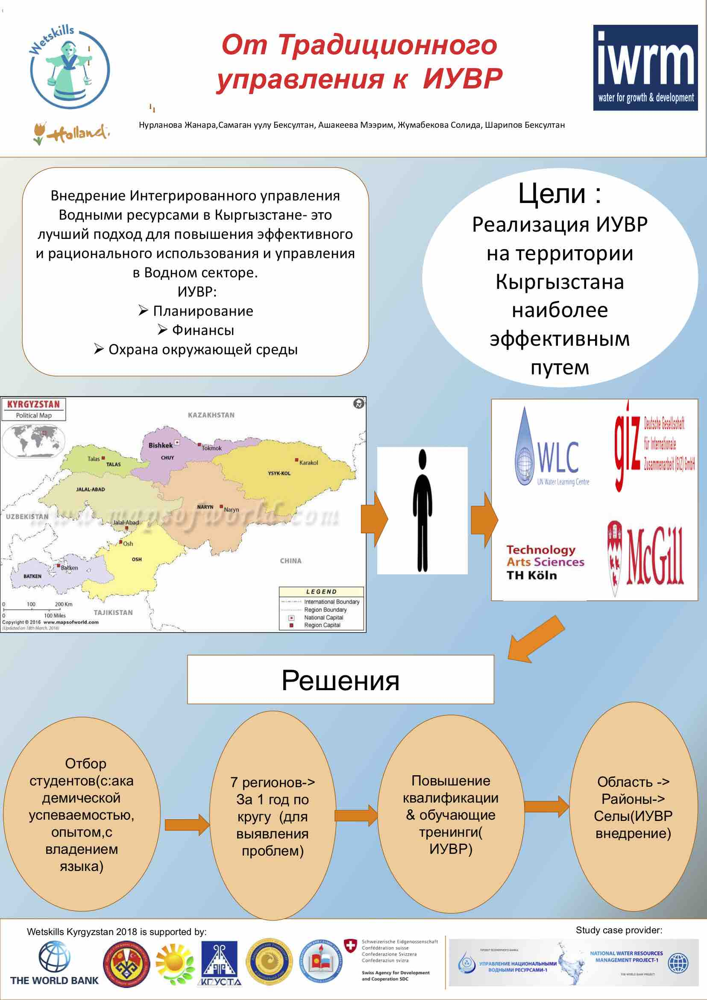 Wetskills
Holland.
От Традиционного
управления к ИУВР
iwrm
water for growth & development
Нурланова Жанара,Самаган уулу Бексултан, Ашакеева Мээрим, Жумабекова Солида, Шарипов Бексултан
Внедрение Интегрированного управления
Водными ресурсами в Кыргызстане- это
лучший подход для повышения эффективного
и рационального использования и управления
в Водном секторе.
ИУВР:
➢ Планирование
➢ Финансы
➢ Охрана окружающей среды
Цели :
Реализация ИУВР
на территории
Кыргызстана
наиболее
эффективным
путем
KYRGYZSTAN
Political Map
N
KAZAKHSTAN
Bishkek
Tokmok
CHUY
Talas
TALAS
Karakol
YSYK-KOL
JALAL-ABAD
NARYN
Naryn
www.mapsofworld.com
UZBEKISTAN
Jalal-Abad
Osh
OSH
CHINA
Batken
BATKEN
TAJIKISTAN
0 100 200 Km
0 100 Miles
Copyright © 2016 www.mapsofworld.com
(Updated on 18th March, 2016)
LEGEND
International Boundary
Region Boundary
National Capital
Region Capital
WLC
UN Water Learning Centre
giz
Deutsche Gesellschaft
für Internationale
Zusammenarbeit (GIZ) GmbH
Technology
Arts Sciences
TH Köln
McGill
Решения
Отбор
студентов(с:ака
демической
успеваемостью,
опытом,с
владением
языка)
7 регионов->
За 1 год по
кругу (для
выявления
проблем)
Повышение
квалификации
& обучающие
тренинги(
ИУВР)
Область ->
Районы->
Селы(ИУВР
внедрение)
Wetskills Kyrgyzstan 2018 is supported by:
THE WORLD BANK
КГУСТА
Schweizerische Eidgenossenschaft
Confédération suisse
Confederazione Svizzera
Confederaziun svizra
Swiss Agency for Development
and Cooperation SDC
Study case provider:
ПРОЕКТ ВСЕМИРНОГО БАНКА
УПРАВЛЕНИЕ НАЦИОНАЛЬНЫМИ
ВОДНЫМИ РЕСУРСАМИ-1
NATIONAL WATER RESOURCES
MANAGEMENT PROJECT-1
THE WORLD BANK PROJECT